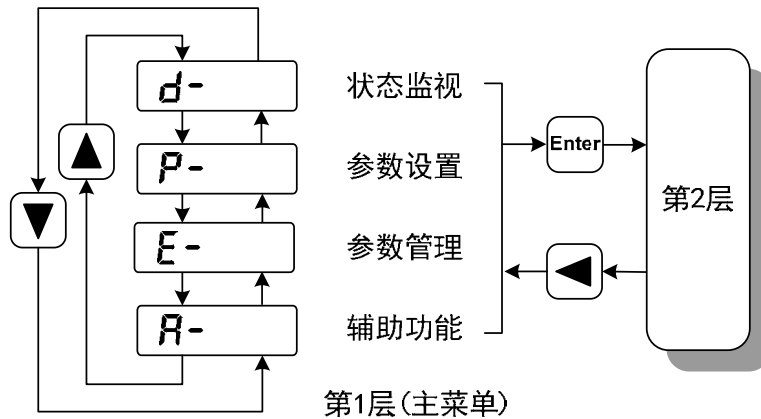 d-
状态监视
P-
参数设置
E-
参数管理
A-
辅助功能
Enter
第2层
第1层(主菜单)